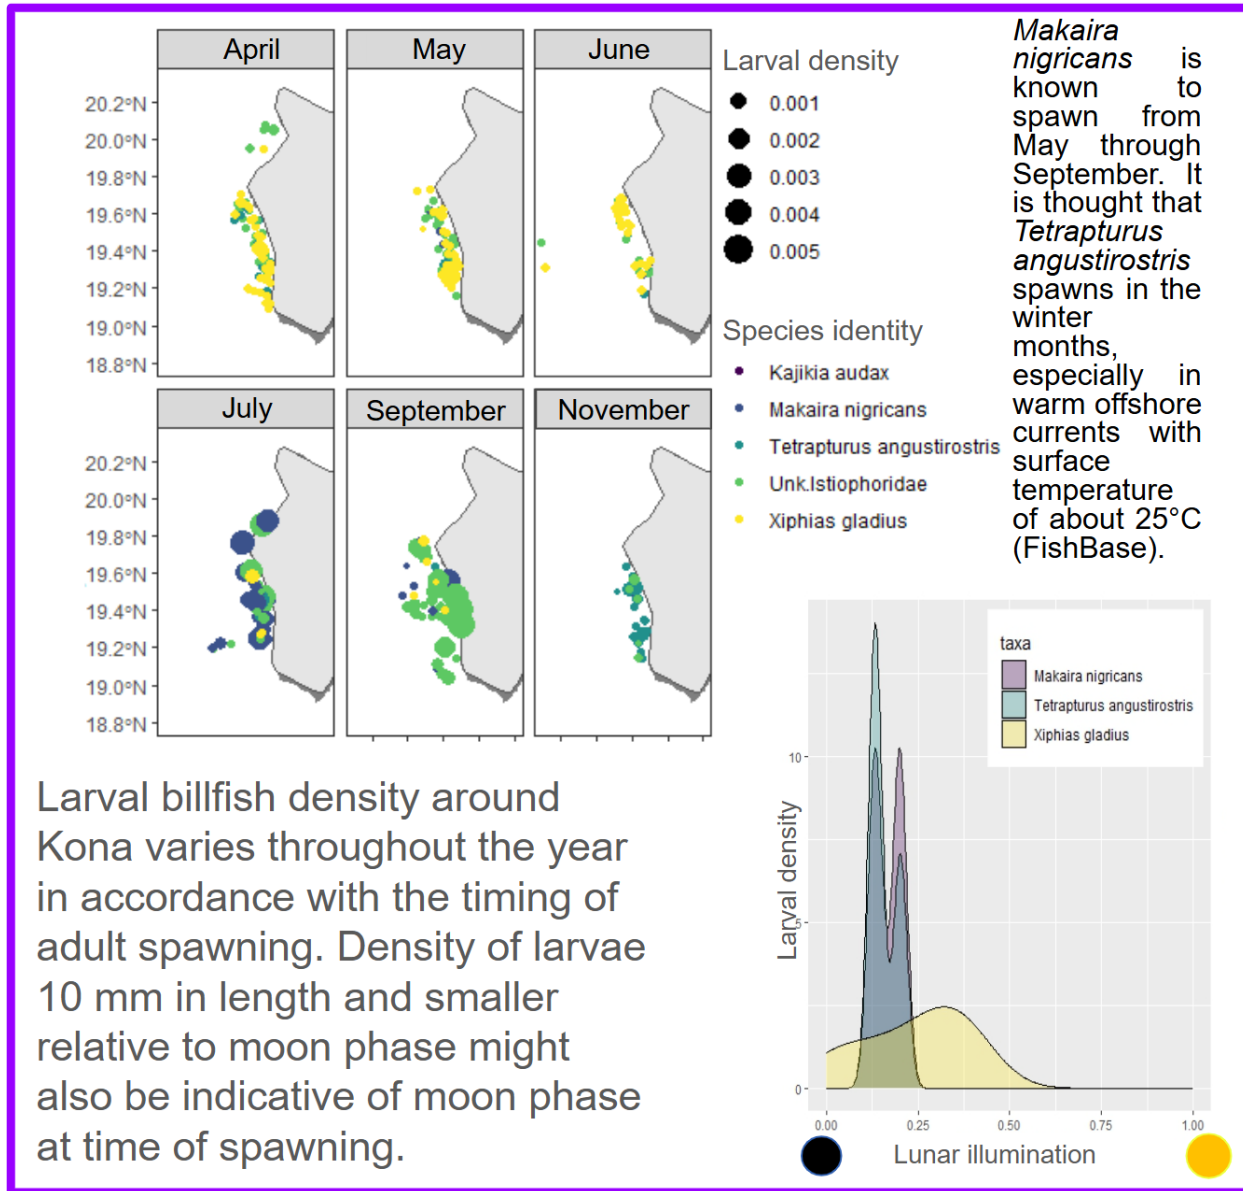 April
May
June
20.2°N
20.0°N
19.8°N
19.6°N
19.4°N
19.2°N
19.0°N
18.8°N
July
September
November
20.2°N
20.0°N
19.8°N
19.6°N
19.4°N
19.2°N
19.0°N
18.8°N
Larval density
0.001
0.002
0.003
0.004
0.005
Species identity
Kajikia audax
Makaira nigricans
Tetrapturus angustirostris
Unk.Istiophoridae
Xiphias gladius
Makaira
nigricans is
known to
spawn from
May through
September. It
is thought that
Tetrapturus
angustirostris
spawns in the
winter
months,
especially in
warm offshore
currents with
surface
temperature
of about 25°C
(FishBase).
Larval billfish density around
Kona varies throughout the year
in accordance with the timing of
adult spawning. Density of larvae
10 mm in length and smaller
relative to moon phase might
also be indicative of moon phase
at time of spawning.
taxa
Makaira nigricans
Tetrapturus angustirostris
Xiphias gladius
Larval density
10
5
0
0.00
0.25
0.50
0.75
1.00
Lunar illumination